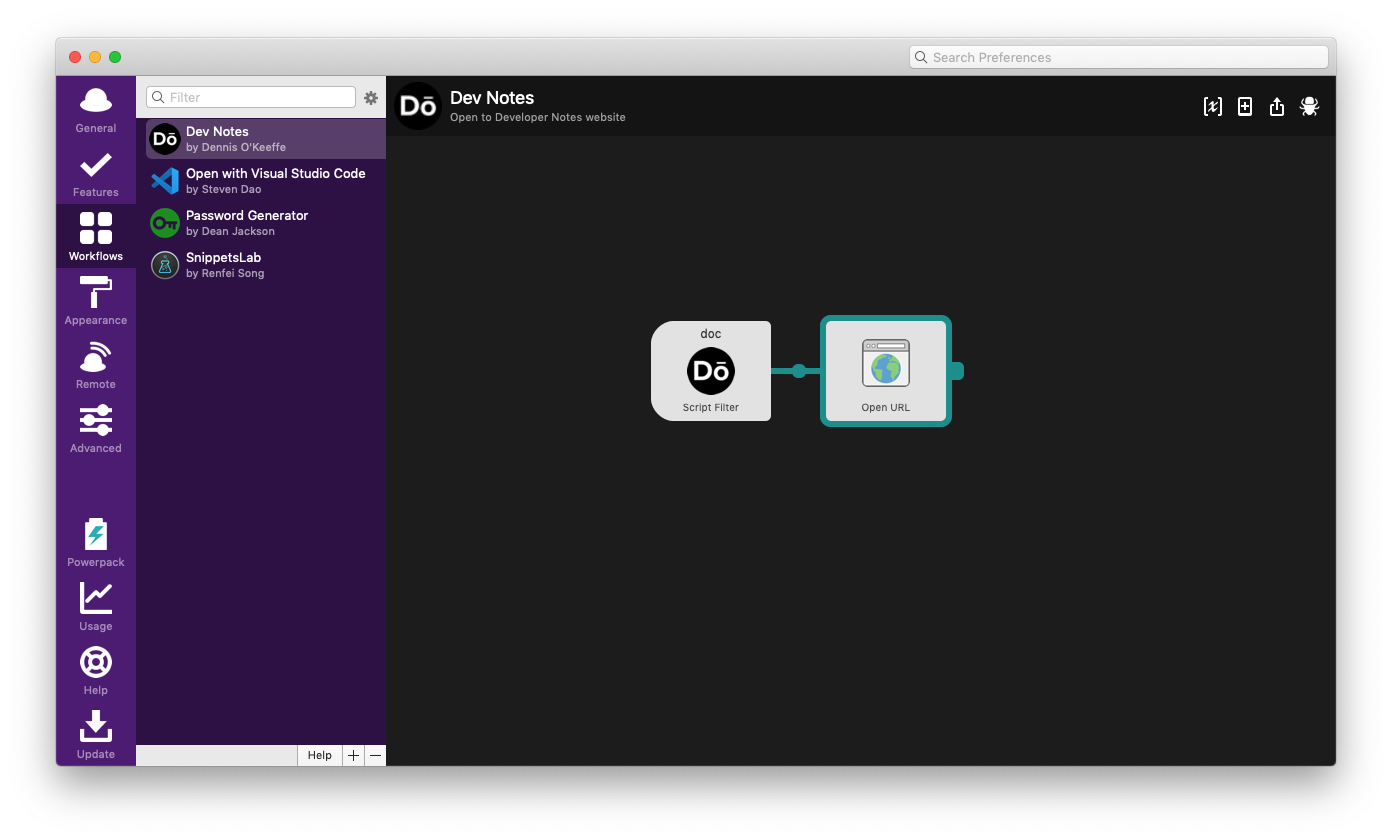 Search Preferences
General
Features
Workflows
Appearance
Remote
Advanced
Powerpack
Usage
Help
Update
Filter
Dō
Dev Notes
by Dennis O'Keeffe
Open with Visual Studio Code
by Steven Dao
Password Generator
by Dean Jackson
SnippetsLab
by Renfei Song
Help
Dō
Dev Notes
Open to Developer Notes website
doc
Dō
Script Filter
Open URL